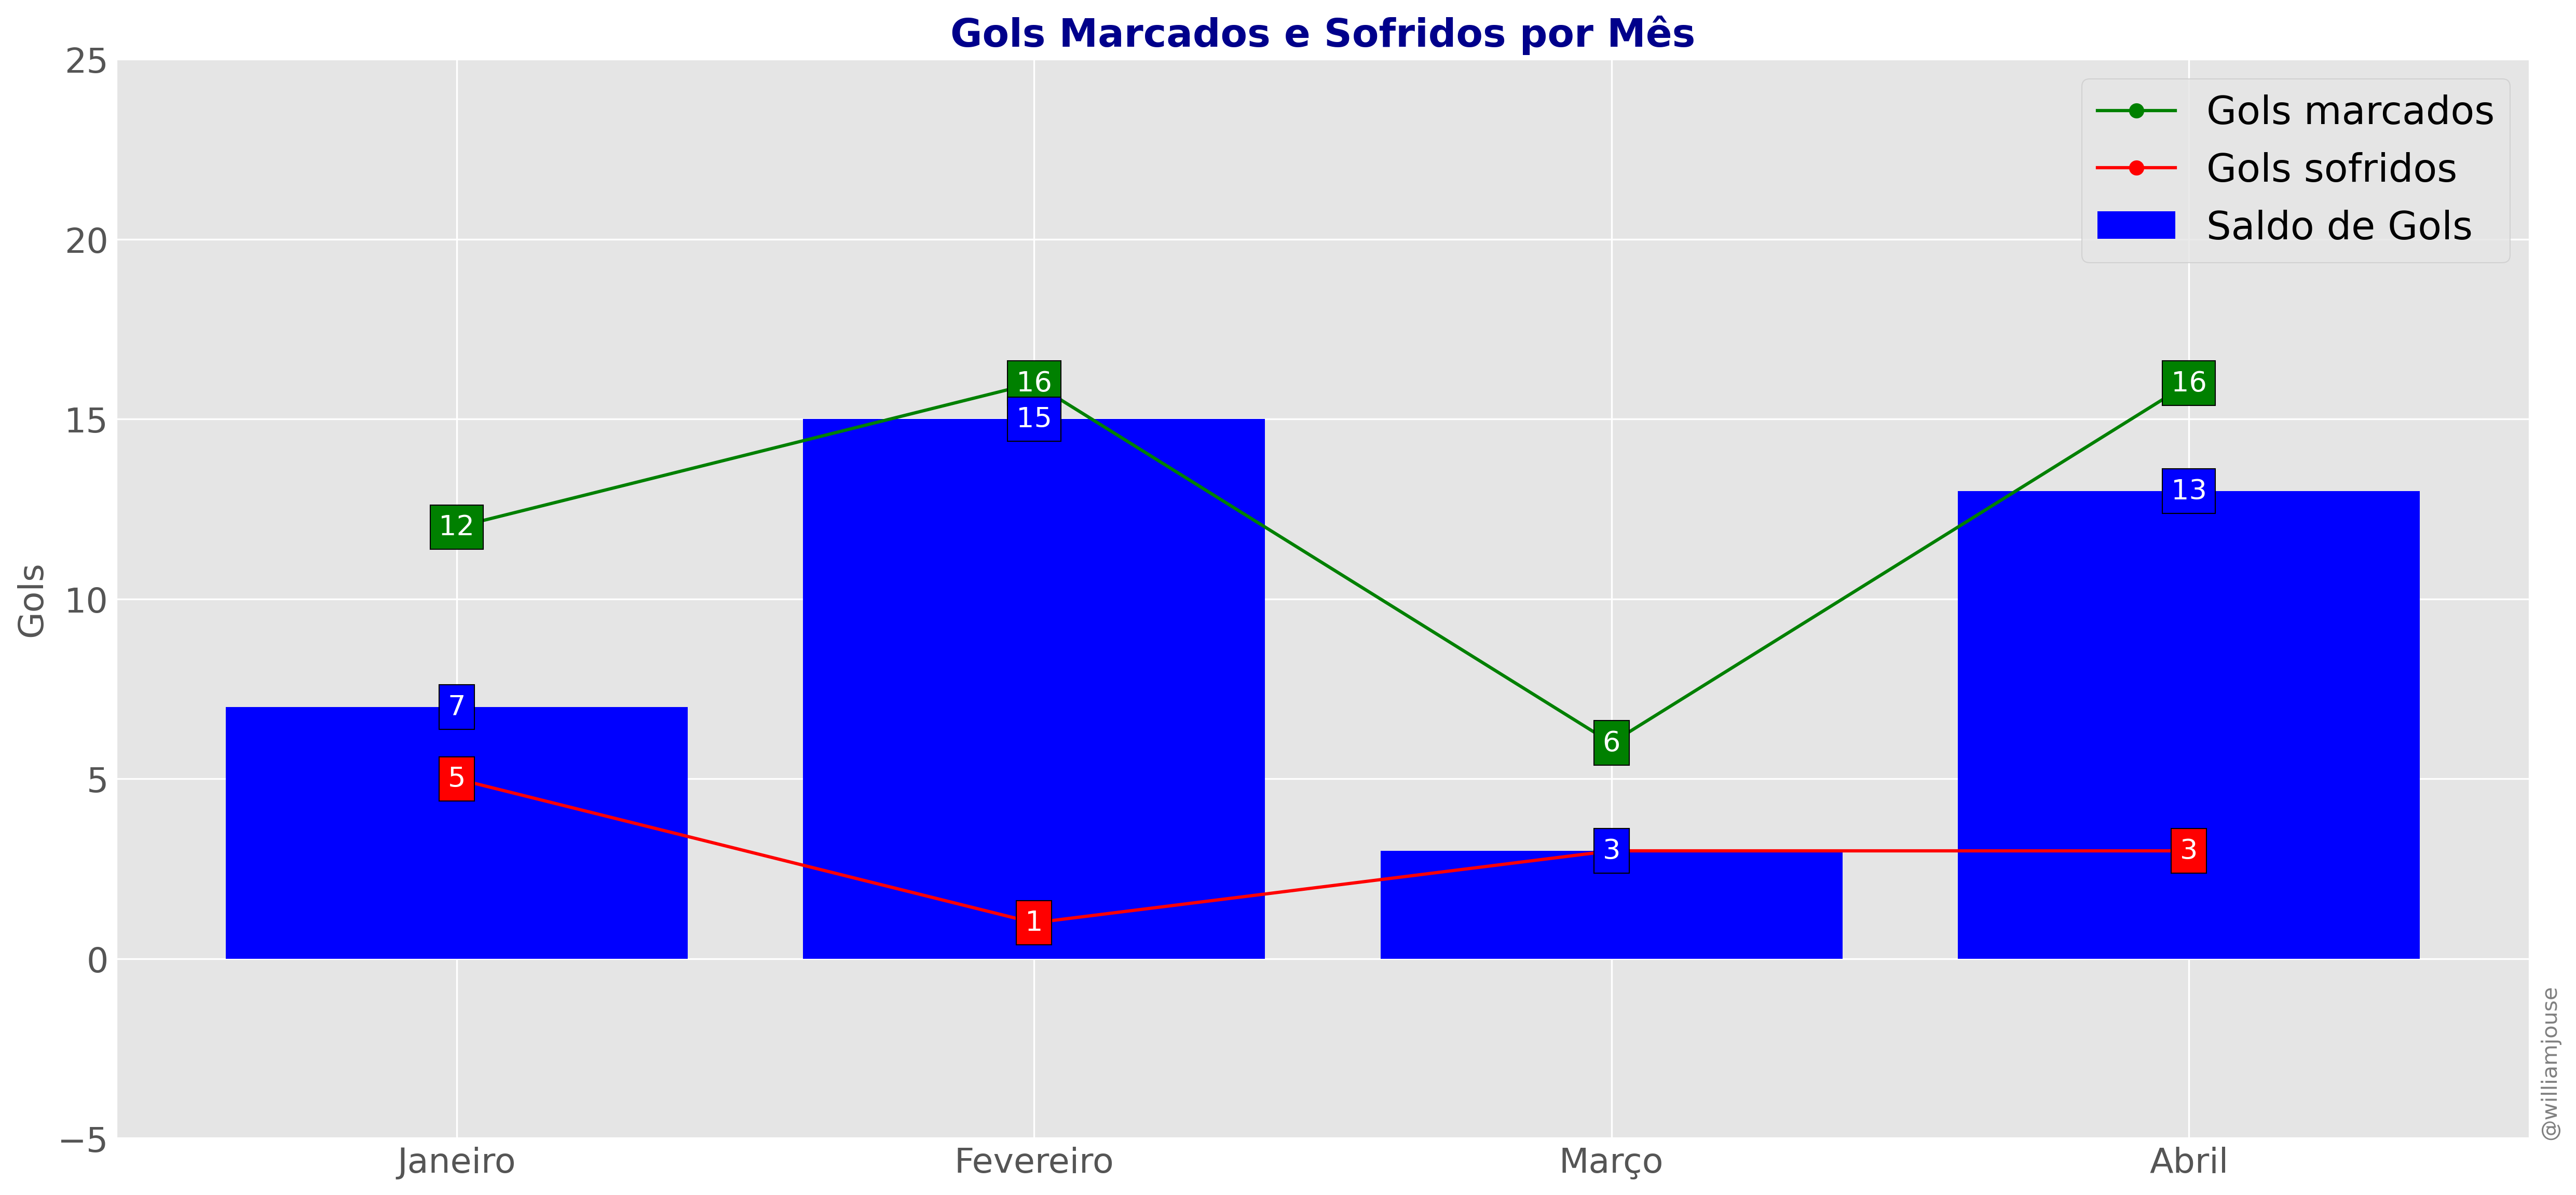 Gols Marcados e Sofridos por Mês
25
20
15
10
5
0
−5
Gols
Gols marcados
Gols sofridos
Saldo de Gols
12
16
6
16
7
15
3
13
5
1
3
Janeiro
Fevereiro
Março
Abril
@williamjouse